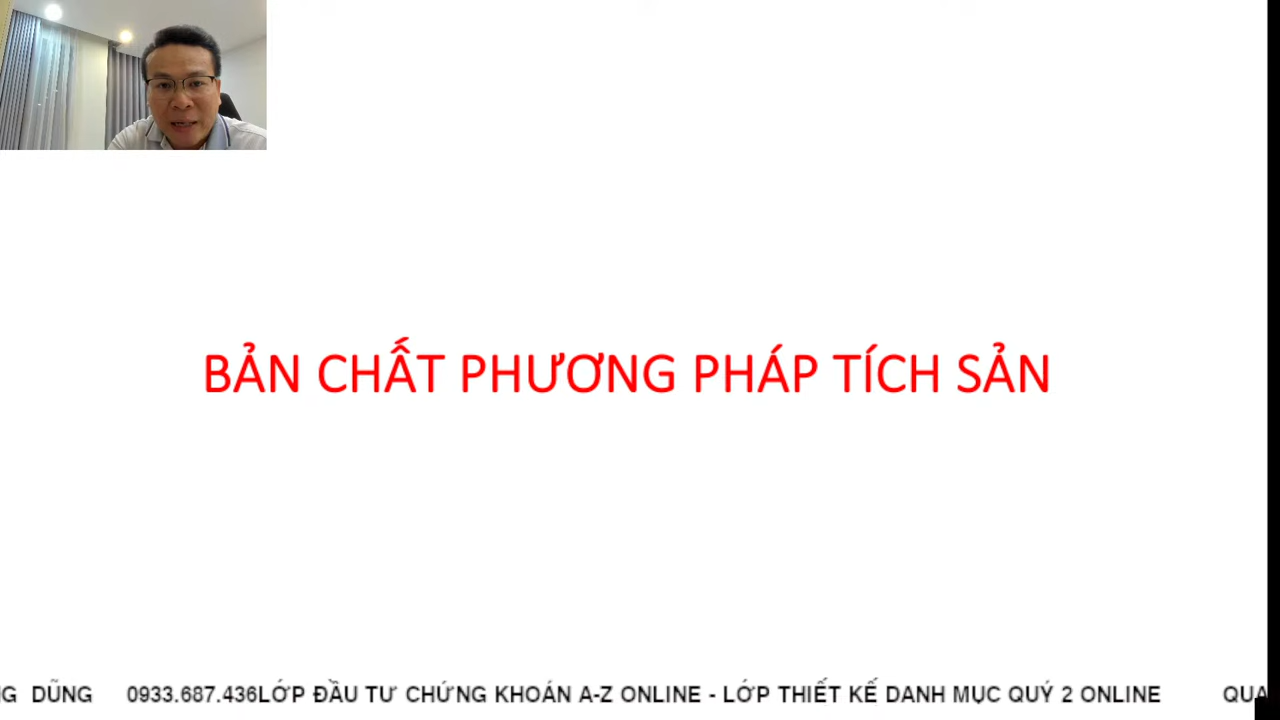 BẢN CHẤT PHƯƠNG PHÁP TÍCH SẢN
DŨNG 0933.687.436LỚP ĐẦU TƯ CHỨNG KHOÁN A-Z ONLINE - LỚP THIẾT KẾ DANH MỤC QUÝ 2 ONLINE